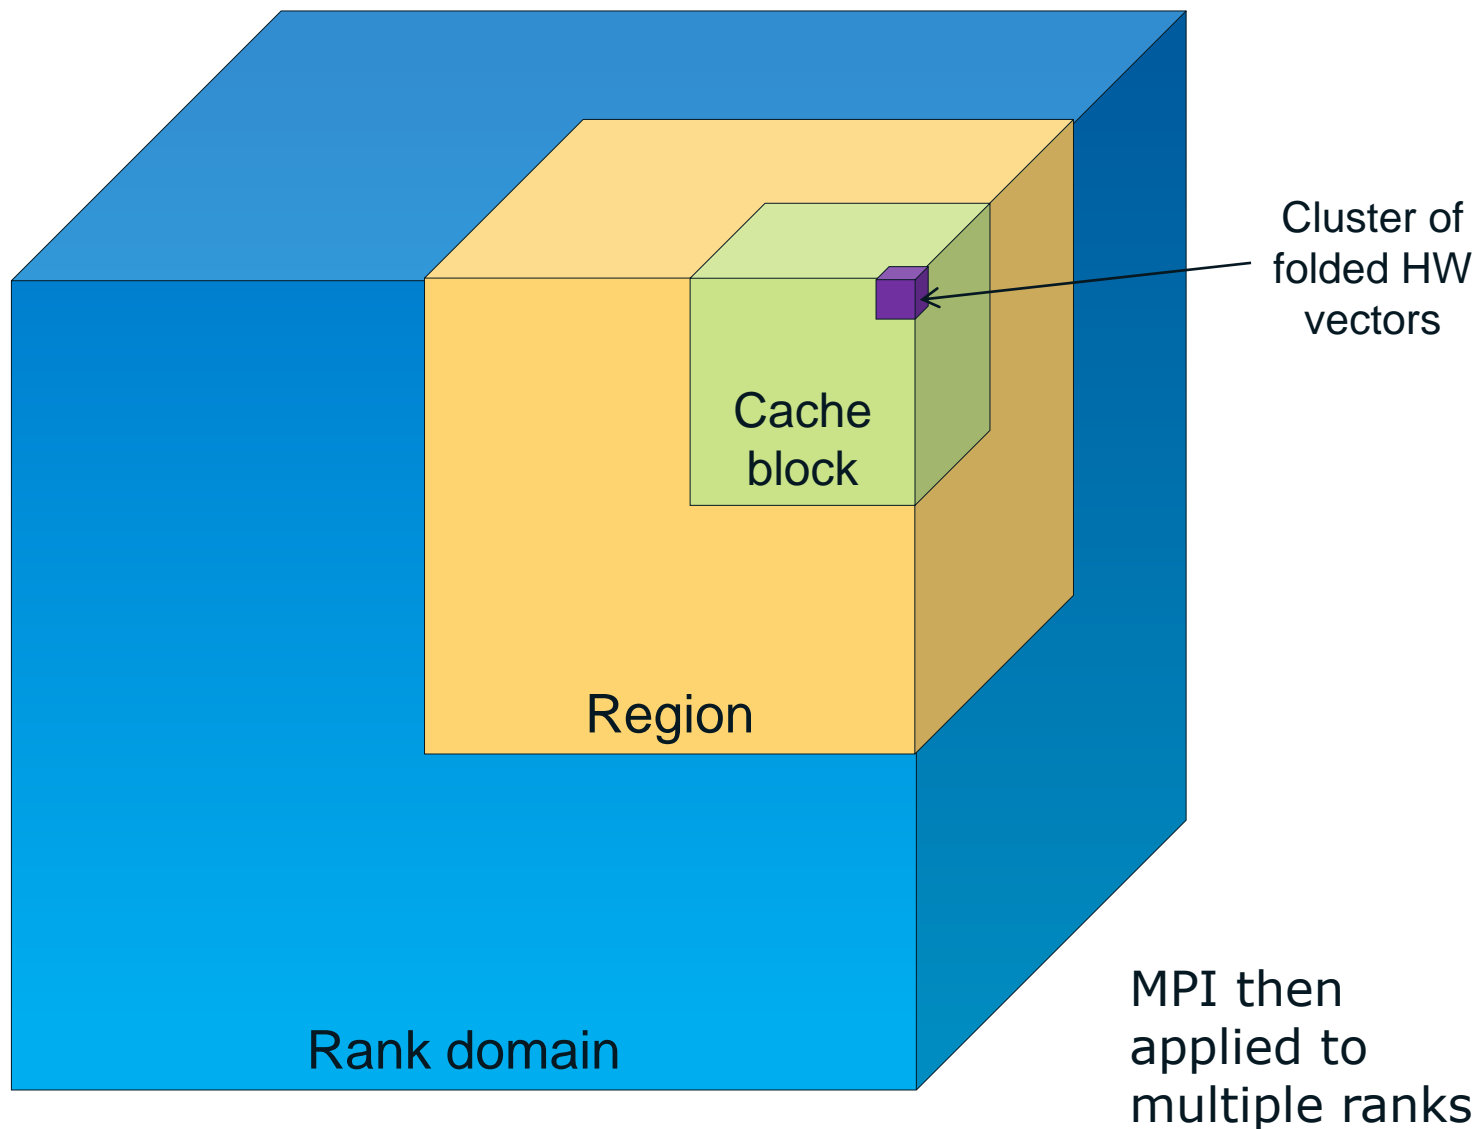 Cluster of
folded HW
vectors
Cache
block
Region
Rank domain
MPI then
applied to
multiple ranks